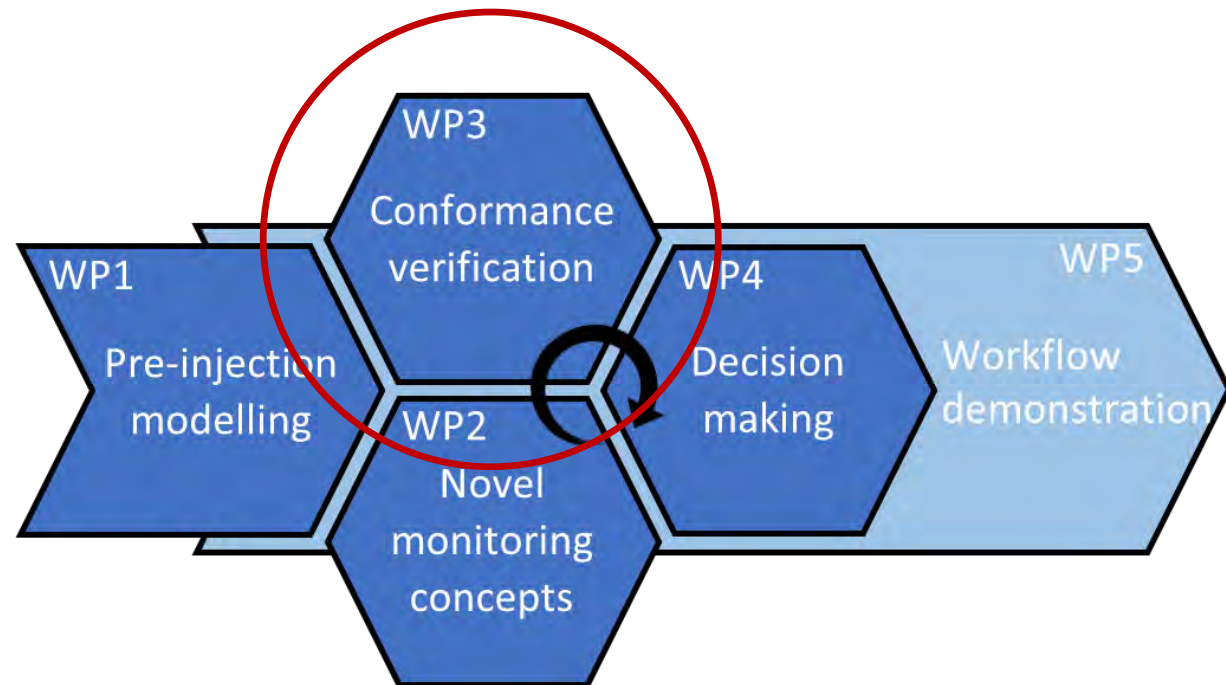 WP1
Pre-injection
modelling
WP3
Conformance
verification
WP2
Novel
monitoring
concepts
WP4
Decision
making
WP5
Workflow
demonstration